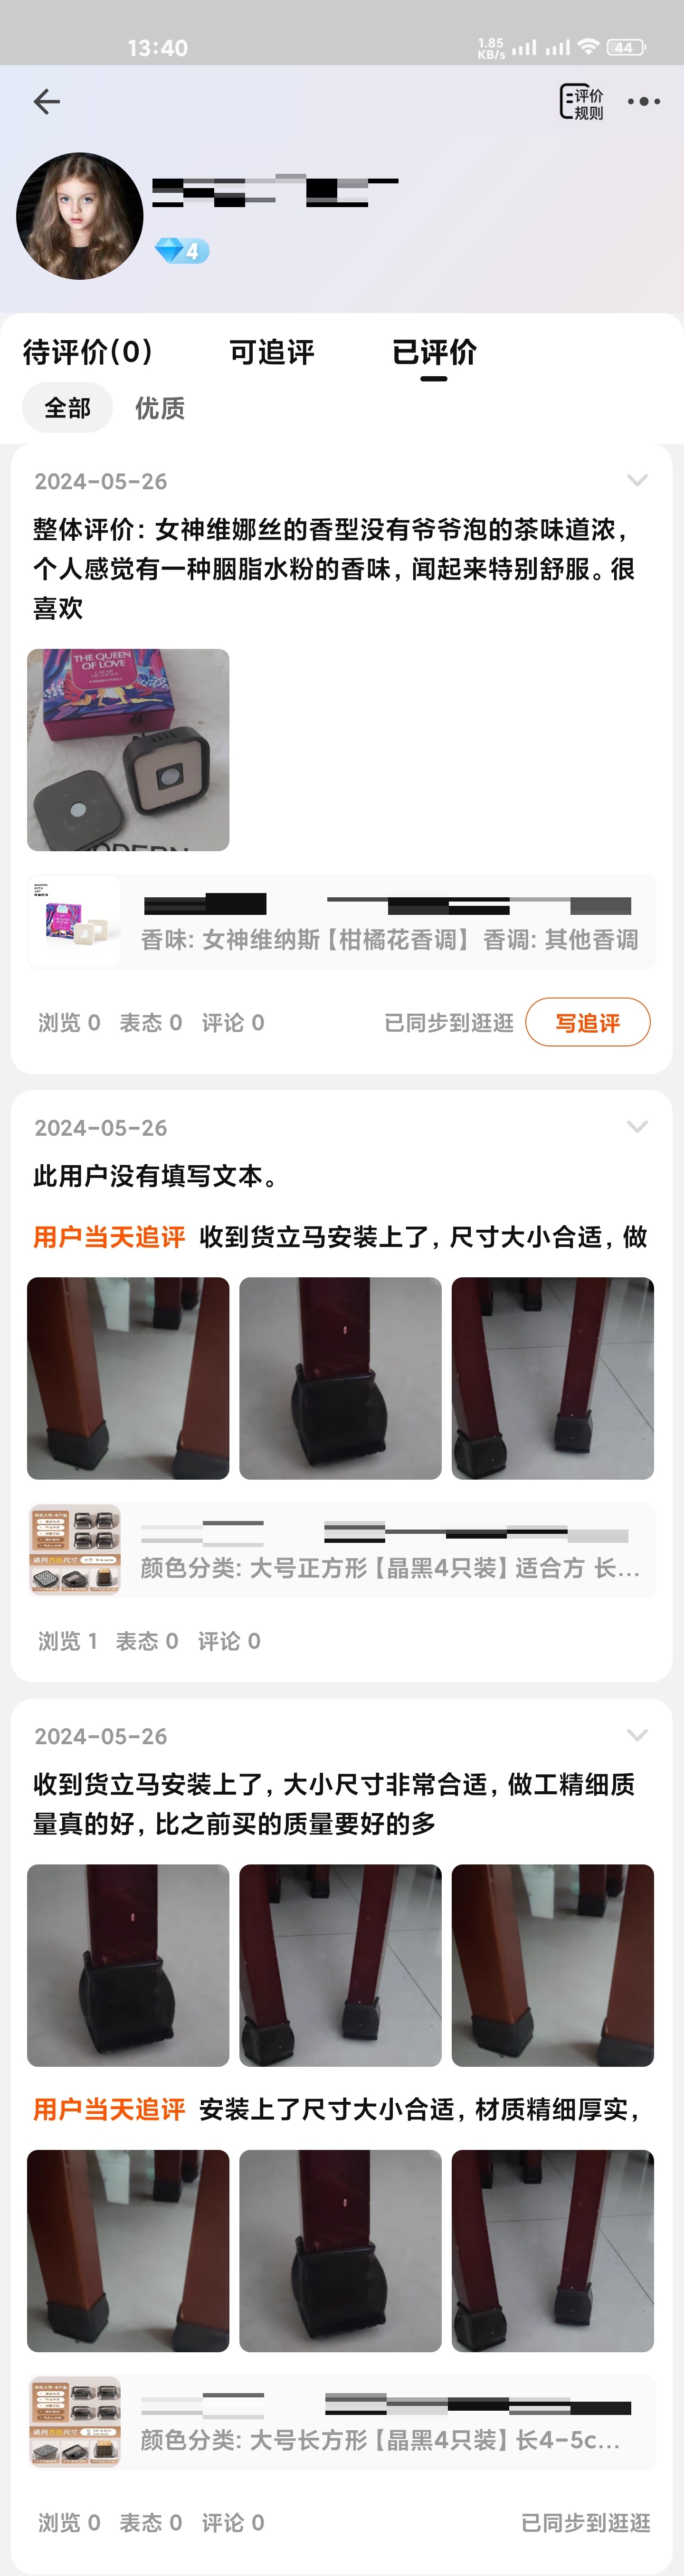 13:40
1.85
KB/s
44
评价
规则
4
待评价(0) 可追评 已评价
全部 优质
2024-05-26
整体评价：女神维娜丝的香型没有爷爷泡的茶味道浓，
个人感觉有一种胭脂水粉的香味，闻起来特别舒服。很
喜欢
THE QUEEN
OF LOVE
香味：女神维纳斯【柑橘花香调】 香调：其他香调
浏览 0 表态 0 评论 0 已同步到逛逛 写追评
2024-05-26
此用户没有填写文本。
用户当天追评 收到货立马安装上了，尺寸大小合适，做
适用方形尺寸
颜色分类：大号正方形【晶黑4只装】适合方 长...
浏览 1 表态 0 评论 0
2024-05-26
收到货立马安装上了，大小尺寸非常合适，做工精细质
量真的好，比之前买的质量要好的多
用户当天追评 安装上了尺寸大小合适，材质精细厚实，
颜色分类：大号长方形【晶黑4只装】长4-5c...
浏览 0 表态 0 评论 0 已同步到逛逛